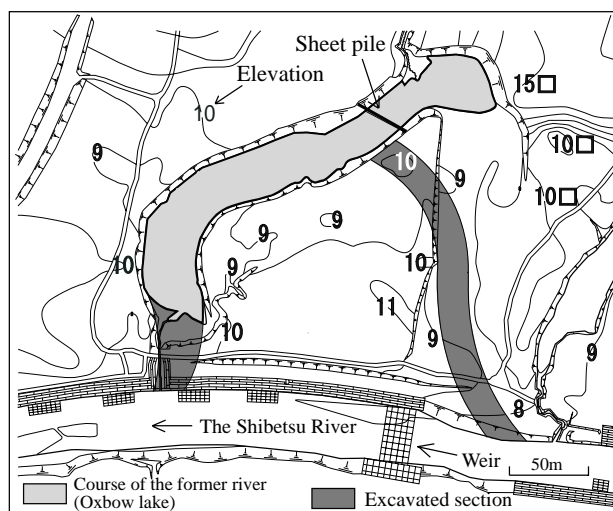 Sheet pile
Elevation
10
15
9
10
10
10
9
9
9
10
9
10
11
10
9
8
9
The Shibetsu River
Weir
50m
Course of the former river
(Oxbow lake)
Excavated section